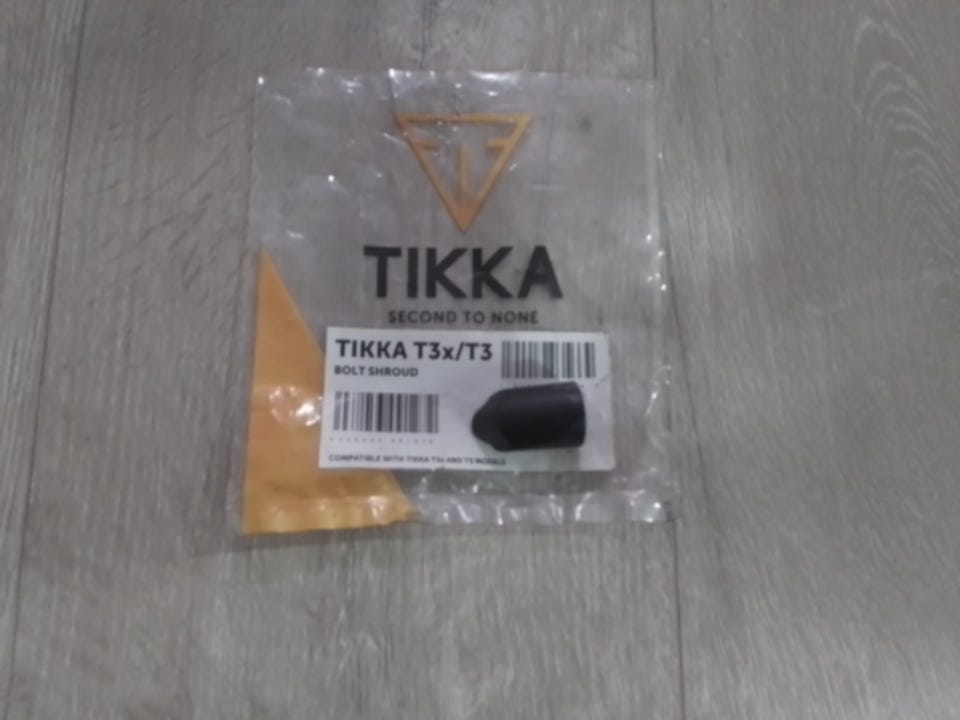 TIKKA
SECOND TO NONE
TIKKA T3x/T3
BOLT SHROUD
COMPATIBLE WITH TIKKA T3x AND T3 MODELS